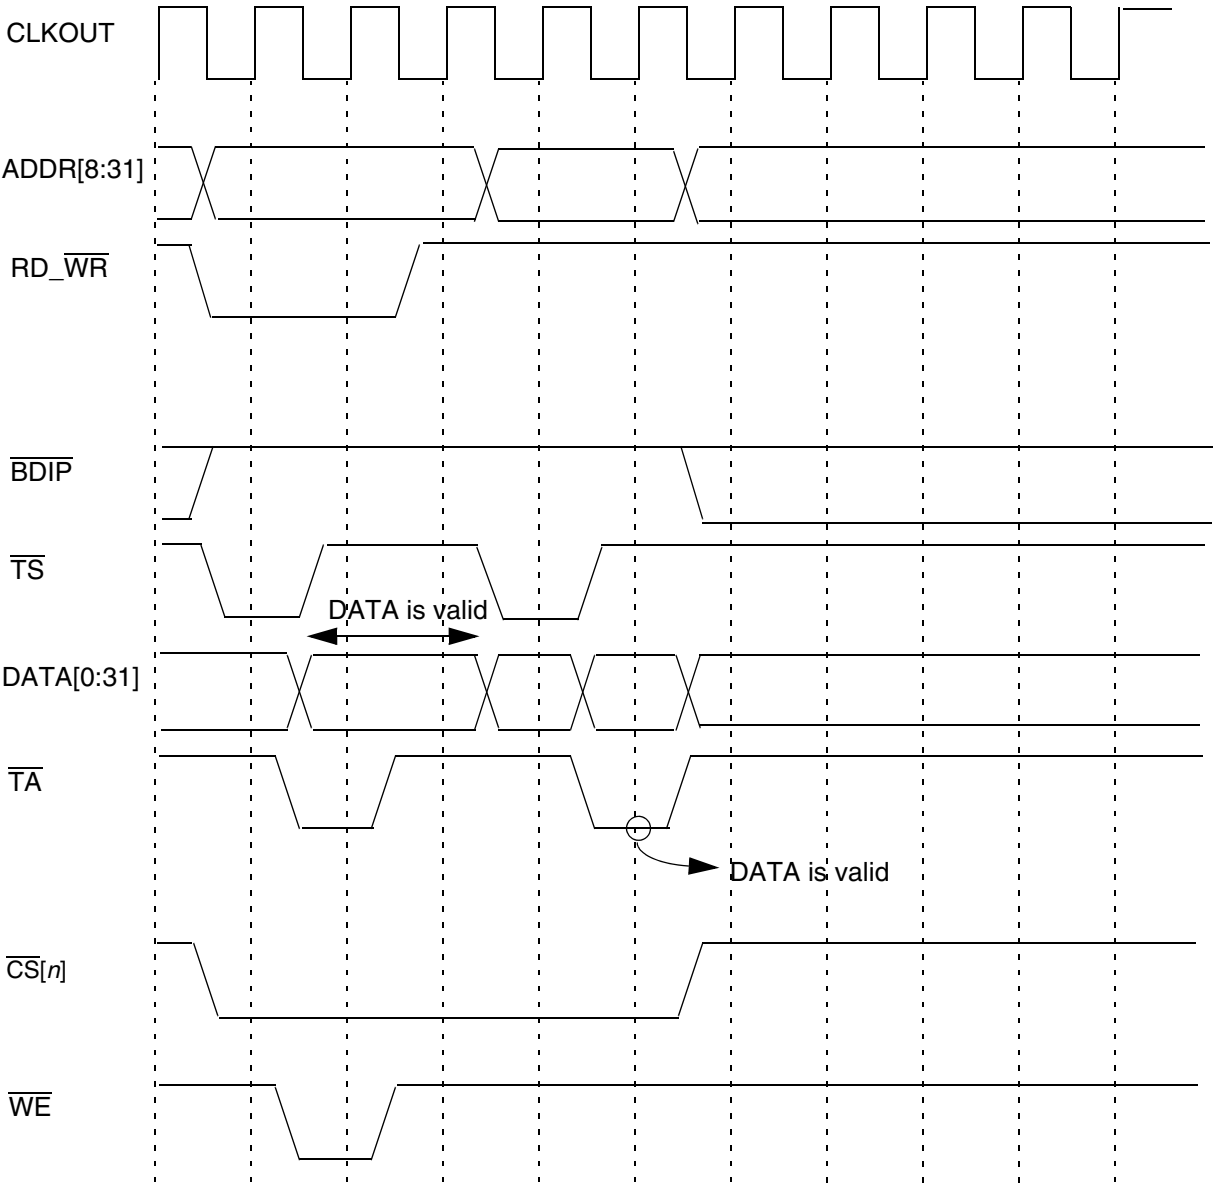 CLKOUT
ADDR[8:31]
RD_WR
BDIP
TS
DATA is valid
DATA[0:31]
TA
DATA is valid
CS[n]
WE